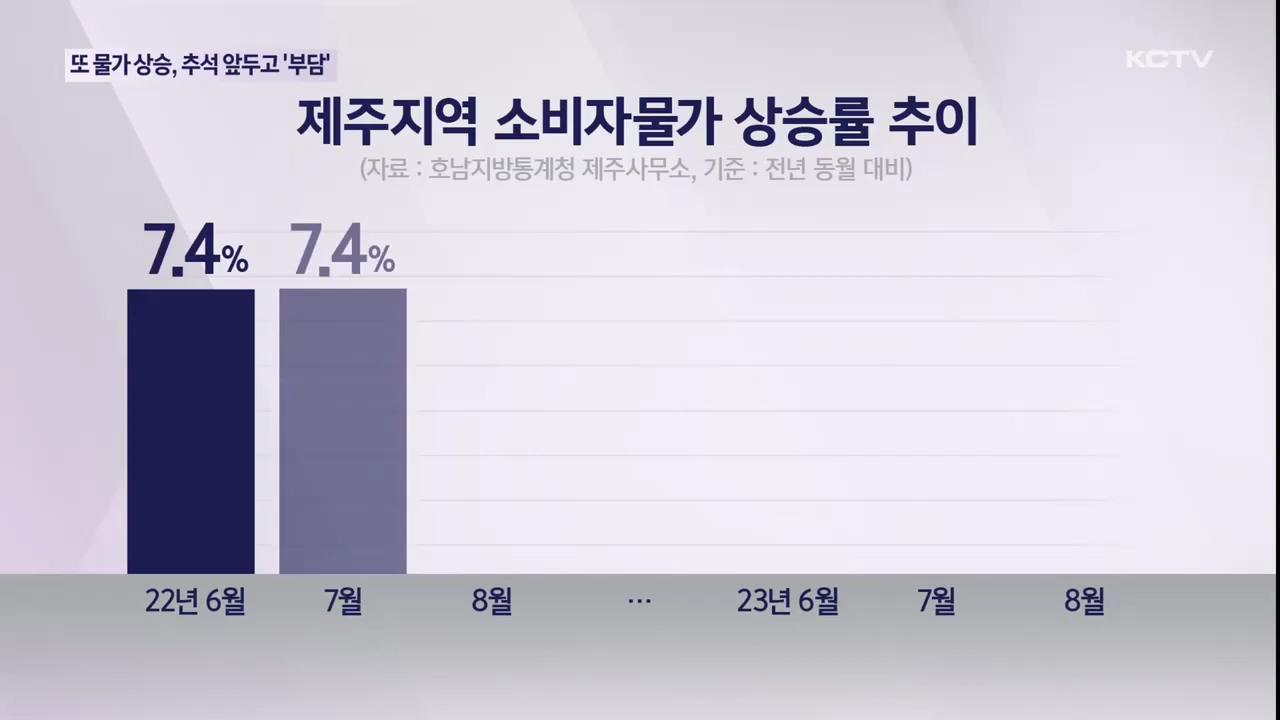 또 물가 상승, 추석 앞두고 '부담'
KCTV
제주지역 소비자물가 상승률 추이
(자료 : 호남지방통계청 제주사무소, 기준 : 전년 동월 대비)
7.4% 7.4%
22년 6월 7월 8월 … 23년 6월 7월 8월